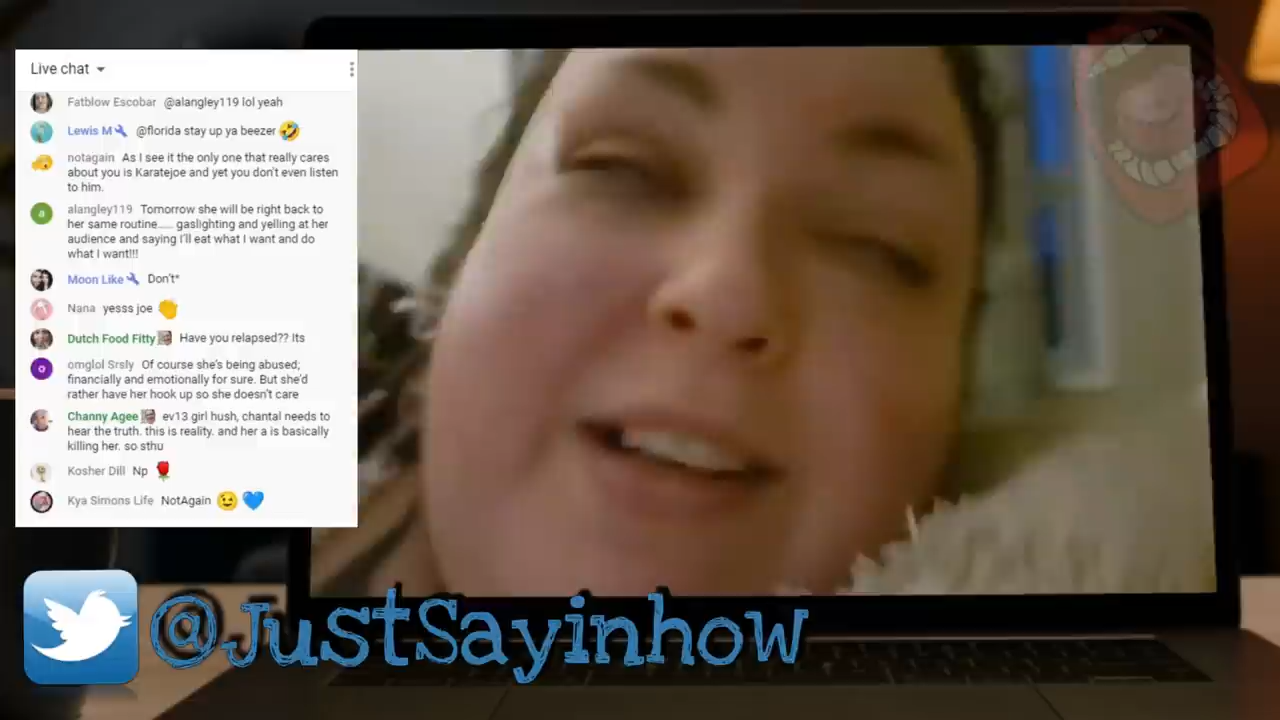 Live chat
Fatblow Escobar @alangley119 lol yeah
Lewis M @florida stay up ya beezer 🤣
notagain As I see it the only one that really cares
about you is Karatejoe and yet you don't even listen
to him.
a
alangley119 Tomorrow she will be right back to
her same routine..... gaslighting and yelling at her
audience and saying I'll eat what I want and do
what I want!!!
Moon Like Don't*
Nana yesss joe 👏
Dutch Food Fitty Have you relapsed?? Its
o
omglol Srsly Of course she's being abused;
financially and emotionally for sure. But she'd
rather have her hook up so she doesn't care
Channy Agee ev13 girl hush, chantal needs to
hear the truth. this is reality. and her a is basically
killing her. so sthu
Kosher Dill Np 🌹
Kya Simons Life NotAgain 😉 💙
@JustSayinhow